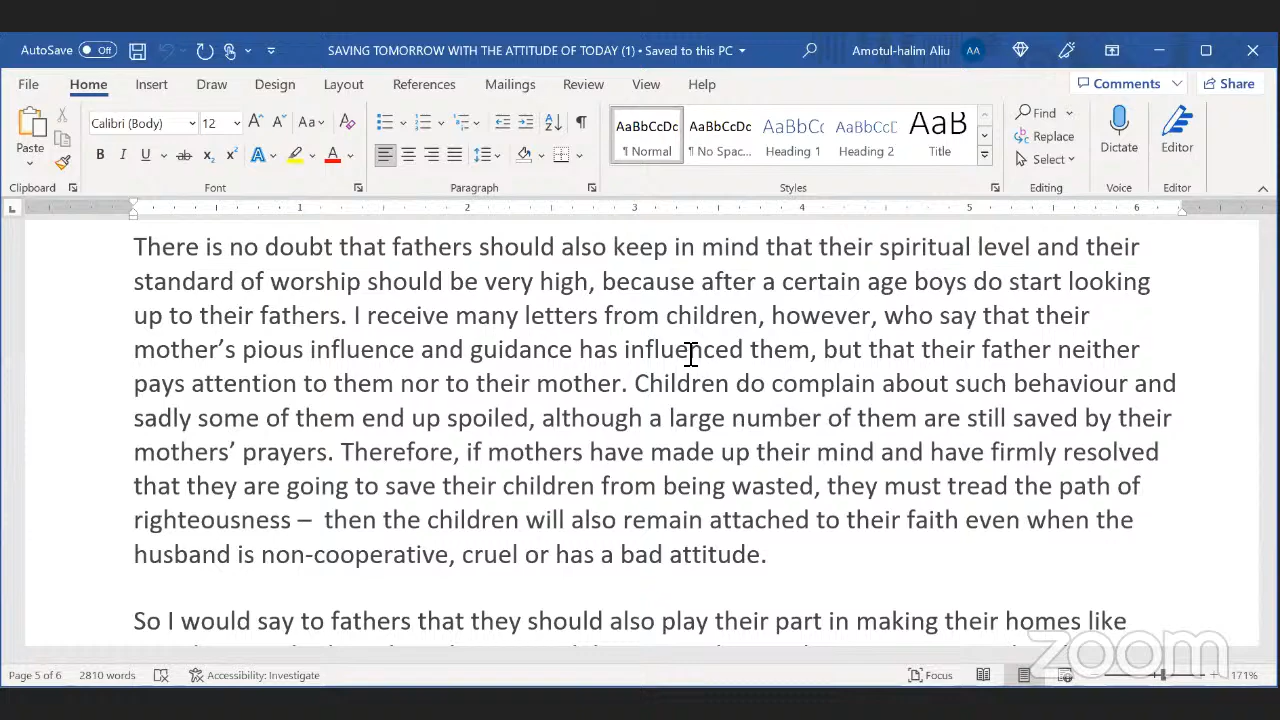 AutoSave Off SAVING TOMORROW WITH THE ATTITUDE OF TODAY (1) • Saved to this PC Amotul-halim Aliu AA
File Home Insert Draw Design Layout References Mailings Review View Help Comments Share
Paste Calibri (Body) 12 Aa AaBbCcDc AaBbCcDc AaBbCc AaBbCcD AaB Find
Replace
B I U ab x₂ x² A A ¶ Normal ¶ No Spac... Heading 1 Heading 2 Title Select Dictate Editor
Clipboard Font Paragraph Styles Editing Voice Editor
1 2 3 4 5 6
There is no doubt that fathers should also keep in mind that their spiritual level and their
standard of worship should be very high, because after a certain age boys do start looking
up to their fathers. I receive many letters from children, however, who say that their
mother’s pious influence and guidance has influenced them, but that their father neither
pays attention to them nor to their mother. Children do complain about such behaviour and
sadly some of them end up spoiled, although a large number of them are still saved by their
mothers’ prayers. Therefore, if mothers have made up their mind and have firmly resolved
that they are going to save their children from being wasted, they must tread the path of
righteousness –  then the children will also remain attached to their faith even when the
husband is non-cooperative, cruel or has a bad attitude.
So I would say to fathers that they should also play their part in making their homes like
zoom
Page 5 of 6 2810 words Accessibility: Investigate Focus 171%